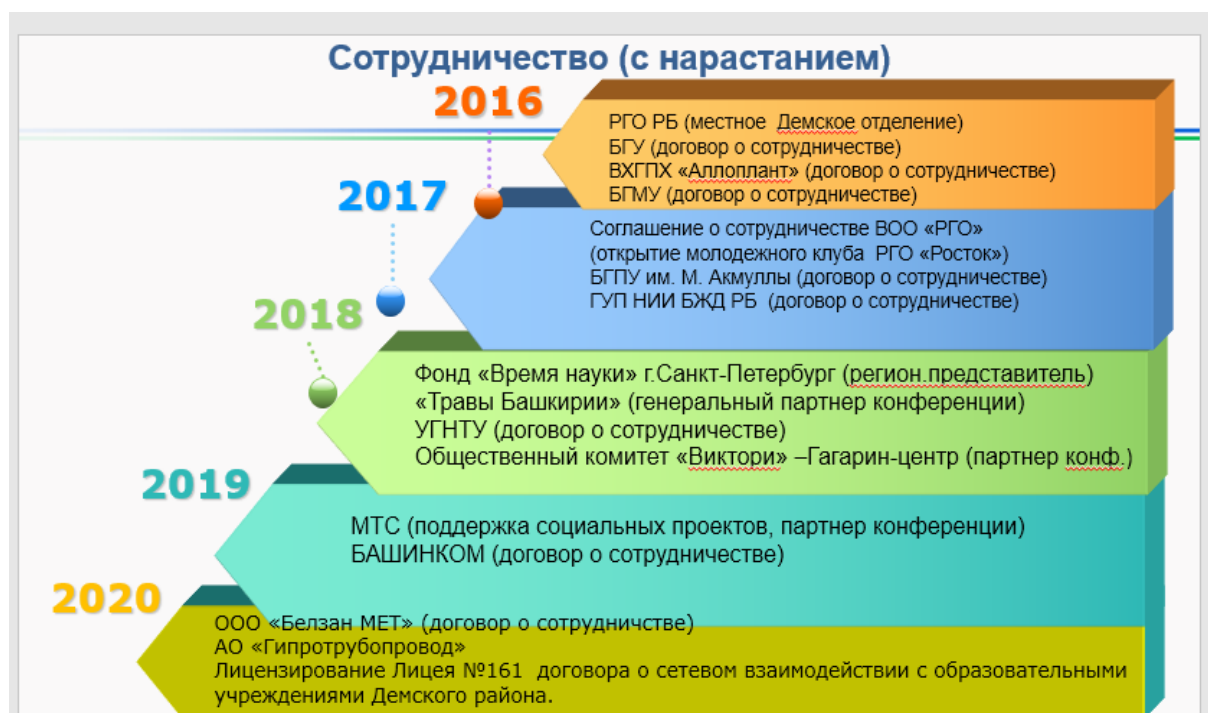 Сотрудничество (с нарастанием)
2016
РГО РБ (местное Демское отделение)
БГУ (договор о сотрудничестве)
ВХГПХ «Аллоплант» (договор о сотрудничестве)
БГМУ (договор о сотрудничестве)
2017
Соглашение о сотрудничестве ВОО «РГО»
(открытие молодежного клуба РГО «Росток»)
БГПУ им. М. Акмуллы (договор о сотрудничестве)
ГУП НИИ БЖД РБ (договор о сотрудничестве)
2018
Фонд «Время науки» г.Санкт-Петербург (регион.представитель)
«Травы Башкирии» (генеральный партнер конференции)
УГНТУ (договор о сотрудничестве)
Общественный комитет «Виктори» –Гагарин-центр (партнер конф.)
2019
МТС (поддержка социальных проектов, партнер конференции)
БАШИНКОМ (договор о сотрудничестве)
2020
ООО «Белзан МЕТ» (договор о сотрудничстве)
АО «Гипротрубопровод»
Лицензирование Лицея №161 договора о сетевом взаимодействии с образовательными
учреждениями Демского района.